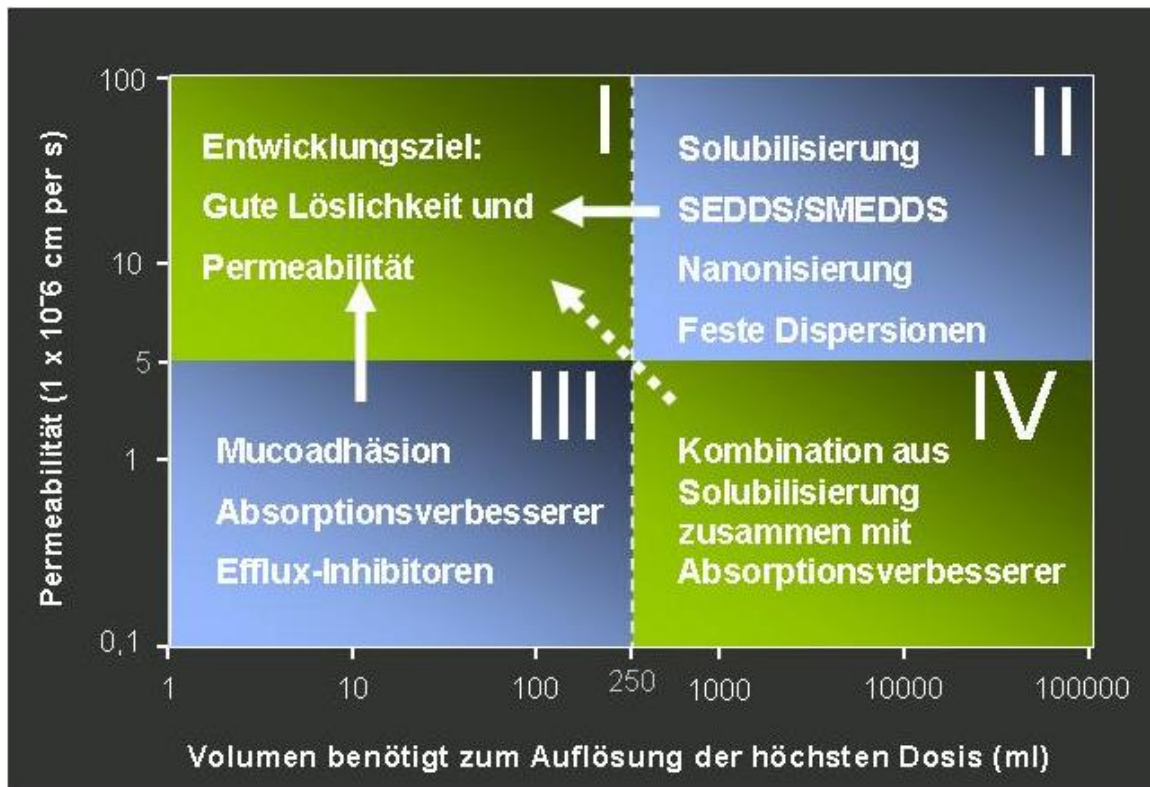 Permeabilität (1 x 10⁻6 cm per s)
100
10
5
1
0,1
I
Entwicklungsziel:
Gute Löslichkeit und
Permeabilität
II
Solubilisierung
SEDDS/SMEDDS
Nanonisierung
Feste Dispersionen
III
Mucoadhäsion
Absorptionsverbesserer
Efflux-Inhibitoren
IV
Kombination aus
Solubilisierung
zusammen mit
Absorptionsverbesserer
1
10
100
250
1000
10000
100000
Volumen benötigt zum Auflösung der höchsten Dosis (ml)